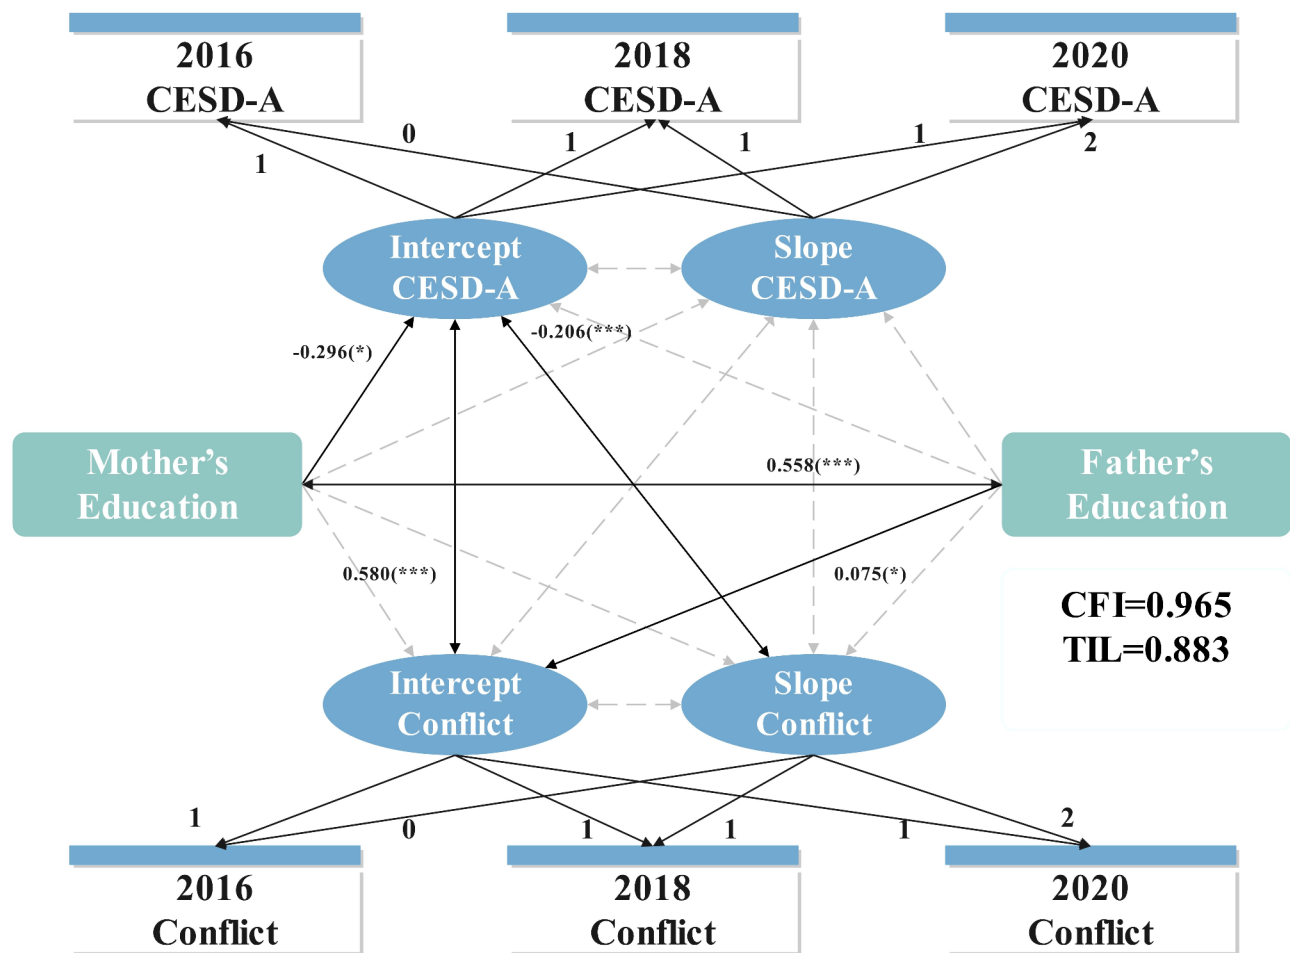 2016
CESD-A
2018
CESD-A
2020
CESD-A
0
1
1
1
1
2
Intercept
CESD-A
Slope
CESD-A
-0.296(*)
-0.206(***)
Mother’s
Education
0.558(***)
Father’s
Education
0.580(***)
0.075(*)
CFI=0.965
TIL=0.883
Intercept
Conflict
Slope
Conflict
1
0
1
1
1
2
2016
Conflict
2018
Conflict
2020
Conflict